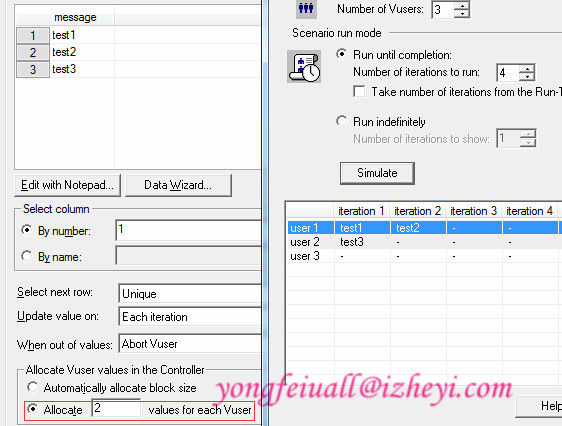 message
1 test1
2 test2
3 test3
Edit with Notepad...
Data Wizard...
Select column
By number:
1
By name:
Select next row:
Unique
Update value on:
Each iteration
When out of values:
Abort Vuser
Allocate Vuser values in the Controller
Automatically allocate block size
Allocate 2 values for each Vuser
Number of Vusers: 3
Scenario run mode
Run until completion:
Number of iterations to run: 4
Take number of iterations from the Run-T
Run indefinitely
Number of iterations to show: 1
Simulate
iteration 1 iteration 2 iteration 3 iteration 4
user 1 test1 test2 - -
user 2 test3 - - -
user 3 - - - -
yongfeiuall@izheyi.com
Help